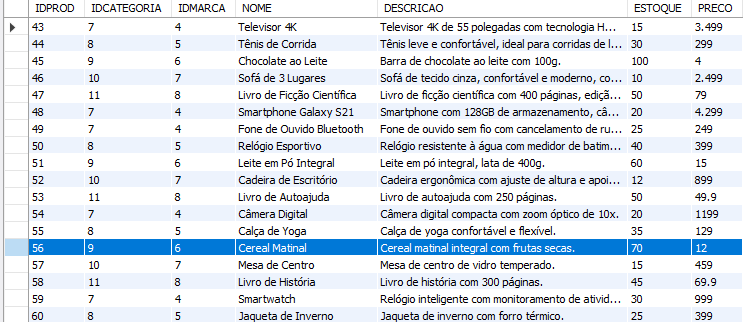 IDPROD IDCATEGORIA IDMARCA NOME DESCRICAO ESTOQUE PRECO
43 7 4 Televisor 4K Televisor 4K de 55 polegadas com tecnologia H... 15 3.499
44 8 5 Tênis de Corrida Tênis leve e confortável, ideal para corridas de l... 30 299
45 9 6 Chocolate ao Leite Barra de chocolate ao leite com 100g. 100 4
46 10 7 Sofá de 3 Lugares Sofá de tecido cinza, confortável e moderno, co... 10 2.499
47 11 8 Livro de Ficção Científica Livro de ficção científica com 400 páginas, ediçã... 50 79
48 7 4 Smartphone Galaxy S21 Smartphone com 128GB de armazenamento, câ... 20 4.299
49 7 4 Fone de Ouvido Bluetooth Fone de ouvido sem fio com cancelamento de ru... 25 249
50 8 5 Relógio Esportivo Relógio resistente à água com medidor de batim... 40 399
51 9 6 Leite em Pó Integral Leite em pó integral, lata de 400g. 60 15
52 10 7 Cadeira de Escritório Cadeira ergonômica com ajuste de altura e apoi... 12 899
53 11 8 Livro de Autoajuda Livro de autoajuda com 250 páginas. 50 49.9
54 7 4 Câmera Digital Câmera digital compacta com zoom óptico de 10x. 20 1199
55 8 5 Calça de Yoga Calça de yoga confortável e flexível. 35 129
56 9 6 Cereal Matinal Cereal matinal integral com frutas secas. 70 12
57 10 7 Mesa de Centro Mesa de centro de vidro temperado. 15 459
58 11 8 Livro de História Livro de história com 300 páginas. 45 69.9
59 7 4 Smartwatch Relógio inteligente com monitoramento de ativid... 30 999
60 8 5 Jaqueta de Inverno Jaqueta de inverno com forro térmico. 25 399